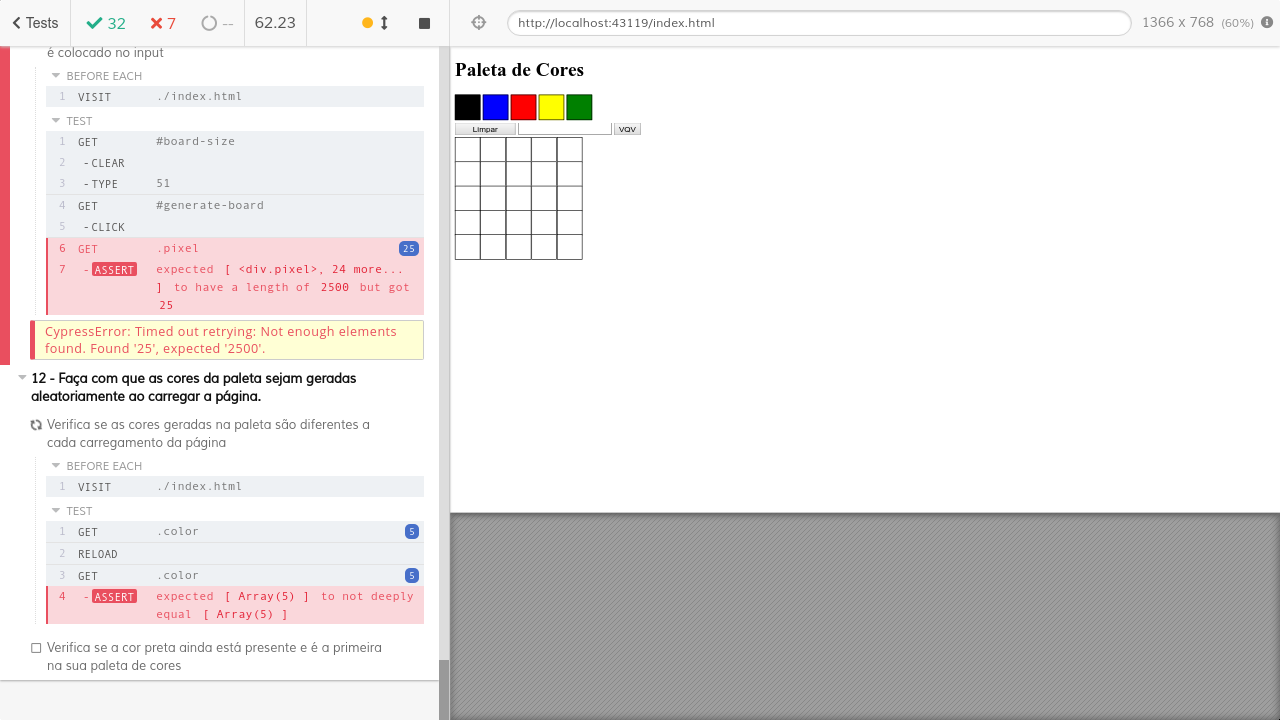 Tests 32 7 -- 62.23 http://localhost:43119/index.html 1366 x 768 (60%)
é colocado no input
BEFORE EACH
1 VISIT ./index.html
TEST
1 GET #board-size
2 -CLEAR
3 -TYPE 51
4 GET #generate-board
5 -CLICK
6 GET .pixel 25
7 -ASSERT expected [ <div.pixel>, 24 more...
] to have a length of 2500 but got
25
CypressError: Timed out retrying: Not enough elements
found. Found '25', expected '2500'.
12 - Faça com que as cores da paleta sejam geradas
aleatoriamente ao carregar a página.
Verifica se as cores geradas na paleta são diferentes a
cada carregamento da página
BEFORE EACH
1 VISIT ./index.html
TEST
1 GET .color 5
2 RELOAD
3 GET .color 5
4 -ASSERT expected [ Array(5) ] to not deeply
equal [ Array(5) ]
Verifica se a cor preta ainda está presente e é a primeira
na sua paleta de cores
Paleta de Cores
Limpar VQV